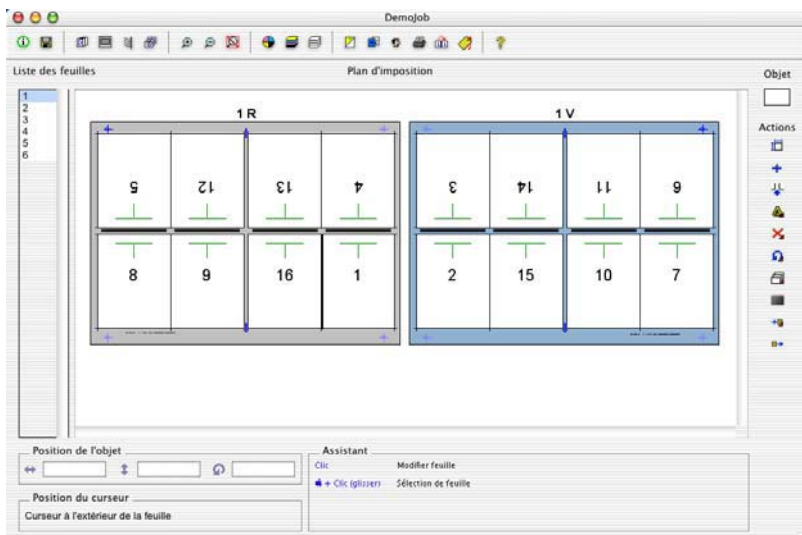 DemoJob
Liste des feuilles
Plan d'imposition
Objet
1
2
3
4
5
6
1 R
1 V
Actions
5 12 13 4
3 14 11 6
8 9 16 1
2 15 10 7
Position de l'objet
Assistant
Clic Modifier feuille
+ Clic (glisser) Sélection de feuille
Position du curseur
Curseur à l'extérieur de la feuille